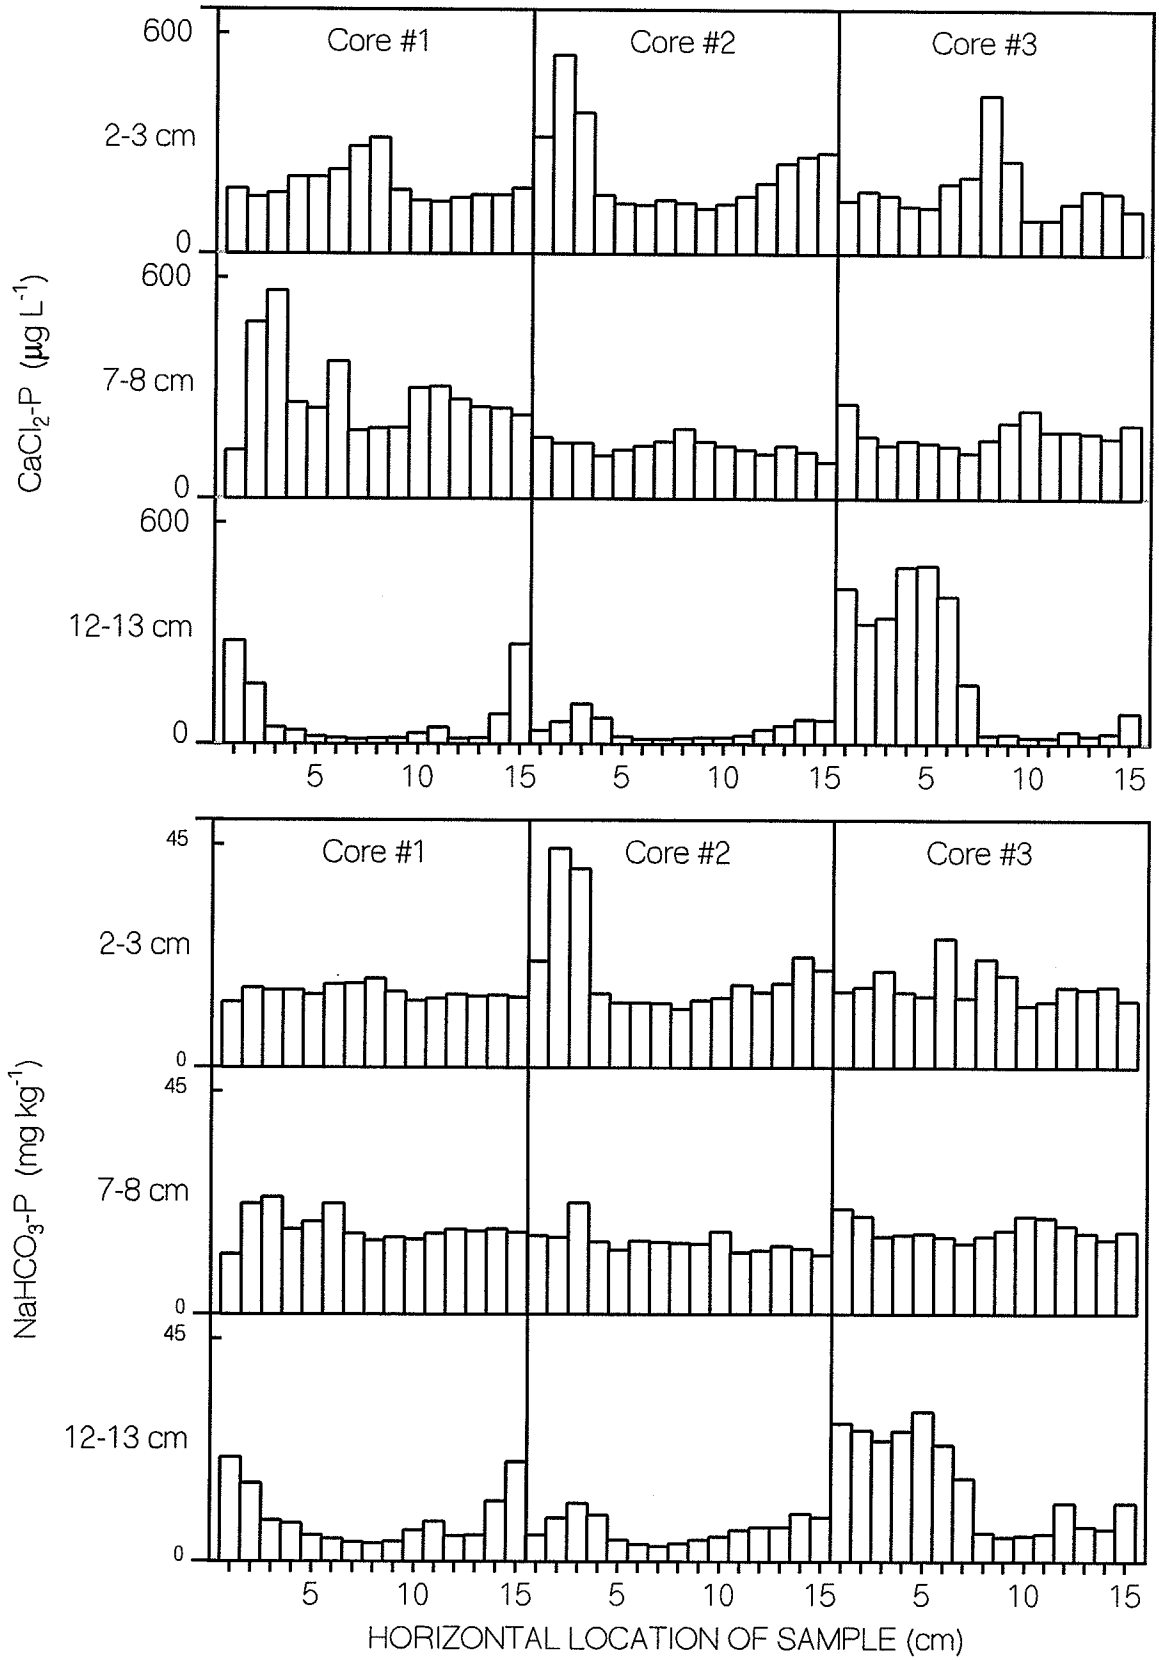 600
Core #1
Core #2
Core #3
2-3 cm
0
600
7-8 cm
0
600
12-13 cm
0
CaCl₂-P (µg L⁻¹)
5 10 15 5 10 15 5 10 15
45
Core #1
Core #2
Core #3
2-3 cm
0
45
7-8 cm
0
45
12-13 cm
0
NaHCO₃-P (mg kg⁻¹)
5 10 15 5 10 15 5 10 15
HORIZONTAL LOCATION OF SAMPLE (cm)